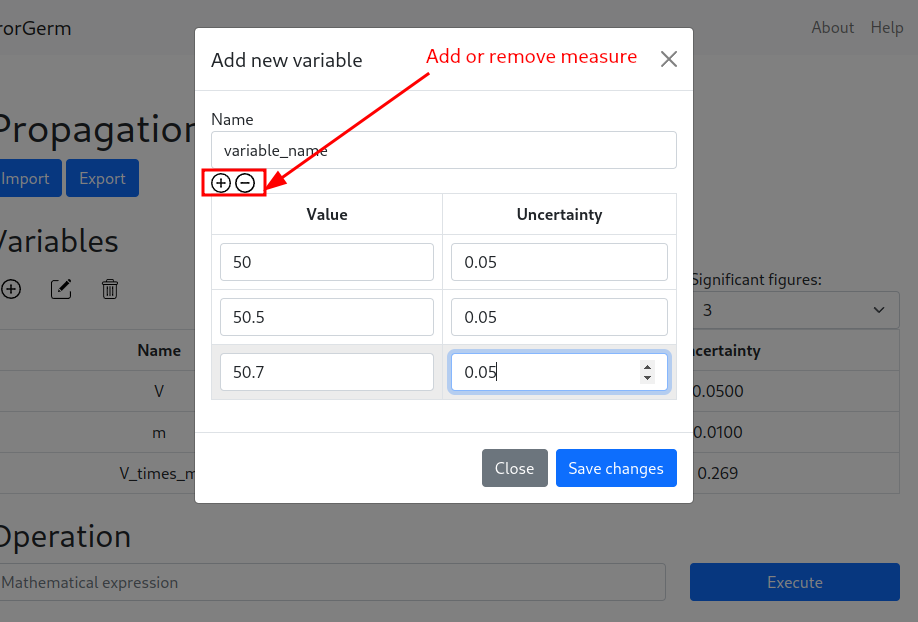 rorGerm
About Help
Add new variable
Add or remove measure
Name
variable_name
Propagation
Import Export
Value Uncertainty
Variables
50 0.05
Significant figures:
50.5 0.05
3
Name
ncertainty
50.7 0.05
V
0.0500
m
0.0100
Close Save changes
V_times_m
0.269
Operation
Mathematical expression
Execute